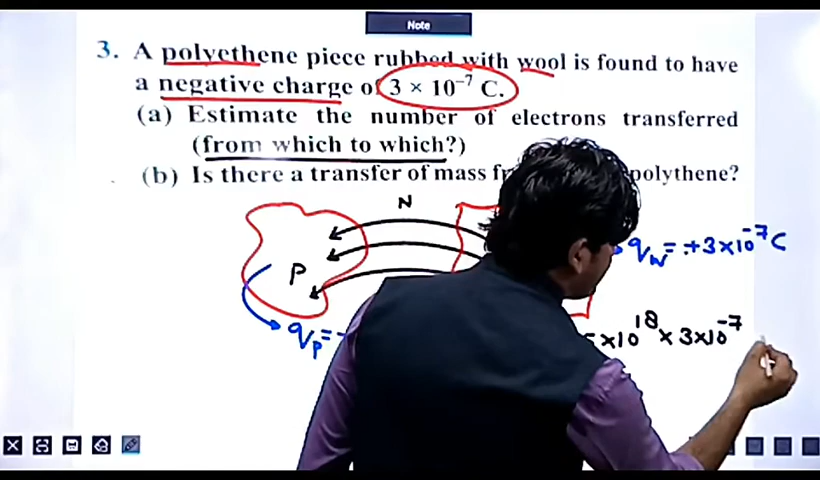 Note
3. A polyethene piece rubbed with wool is found to have
a negative charge of 3 × 10⁻⁷ C.
(a) Estimate the number of electrons transferred
(from which to which?)
(b) Is there a transfer of mass polythene?
N
P
q_w = +3×10⁻⁷ C
q_p = -
×10¹⁸ × 3×10⁻⁷